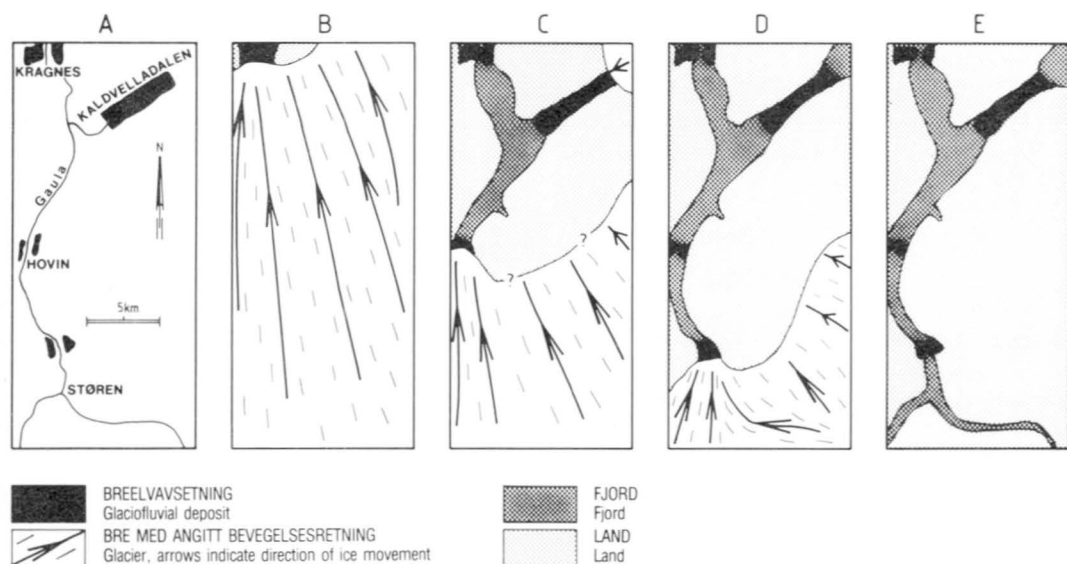 A B C D E
KRAGNES
KALDVELLADALEN
N
Gaula
HOVIN
5km
STØREN
?
?
BREELVAVSETNING
Glaciofluvial deposit
BRE MED ANGITT BEVEGELSESRETNING
Glacier, arrows indicate direction of ice movement
FJORD
Fjord
LAND
Land